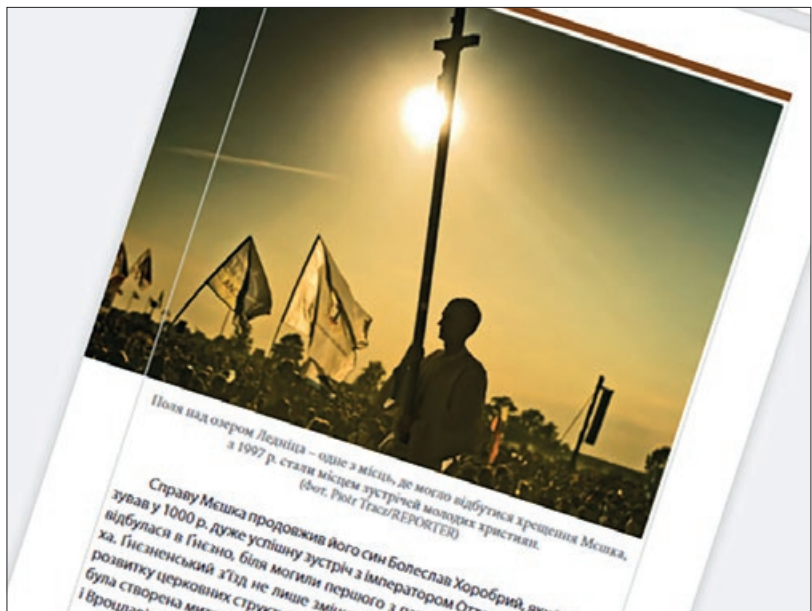 Поля над озером Ледніца – одне з місць, де могло відбутися хрещення Мєшка,
з 1997 р. стали місцем зустрічей молодих християн.
(Фот. Piotr Tracz/REPORTER)
Справу Мєшка продовжив його син Болеслав Хоробрий,
зував у 1000 р. дуже успішну зустріч з імператором
відбулася в Ґнєзно, біля могили першого з
ха. Ґнєзненський з'їзд не лише
розвитку церковних
була створена
і